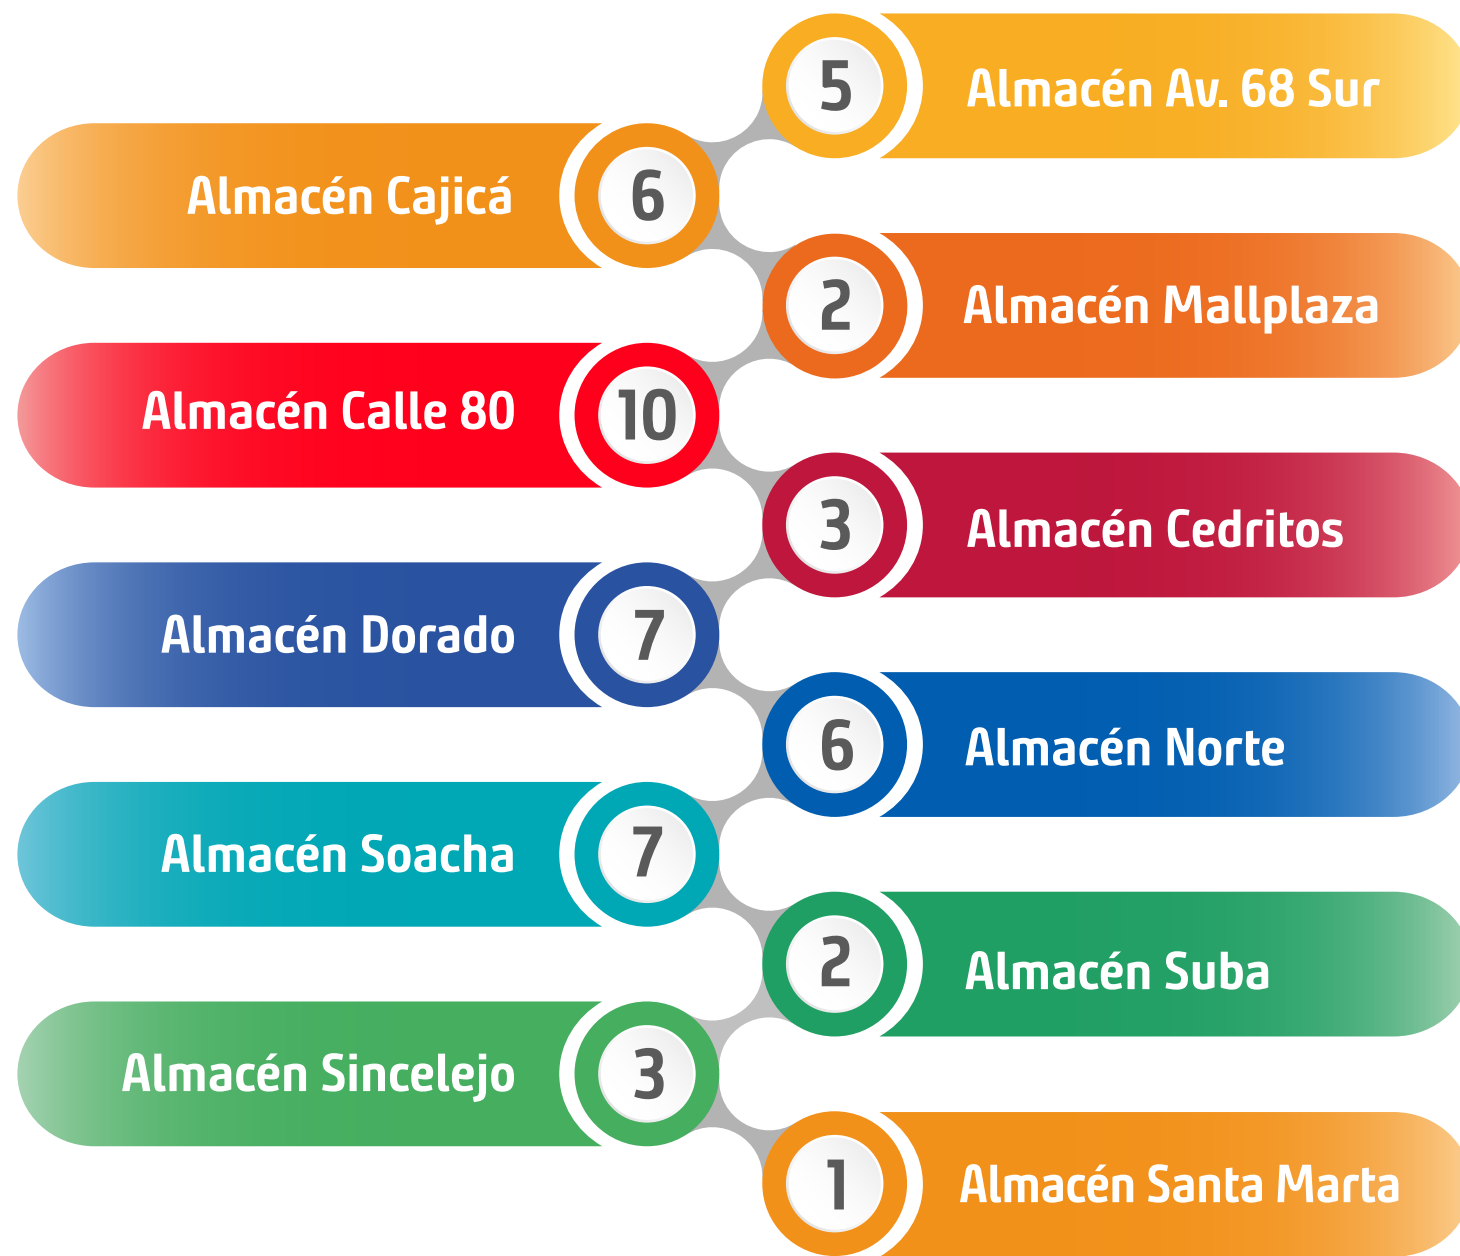 5 Almacén Av. 68 Sur
Almacén Cajicá 6
2 Almacén Mallplaza
Almacén Calle 80 10
3 Almacén Cedritos
Almacén Dorado 7
6 Almacén Norte
Almacén Soacha 7
2 Almacén Suba
Almacén Sincelejo 3
1 Almacén Santa Marta